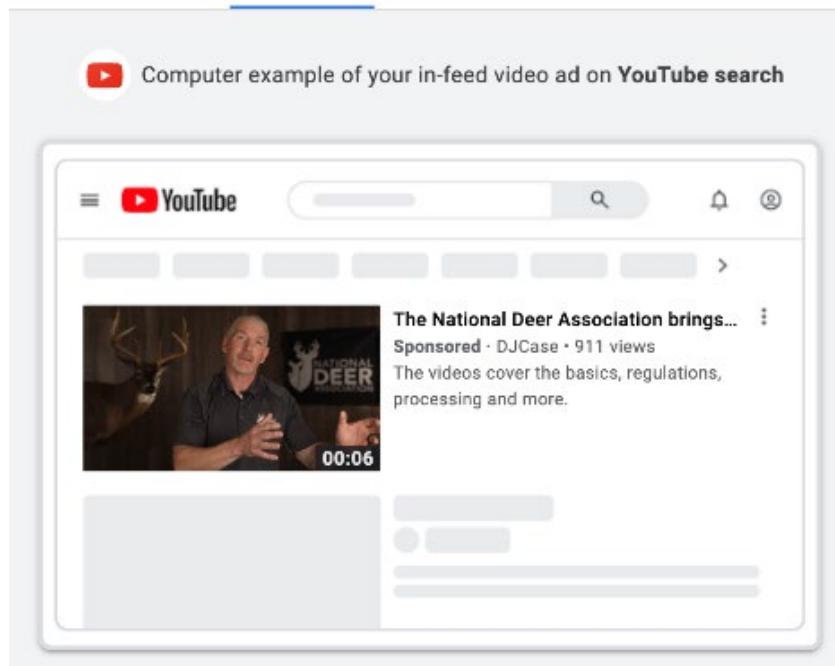 Computer example of your in-feed video ad on YouTube search
YouTube
The National Deer Association brings...
Sponsored · DJCase • 911 views
The videos cover the basics, regulations,
processing and more.
NATIONAL
DEER
ASSOCIATION
00:06